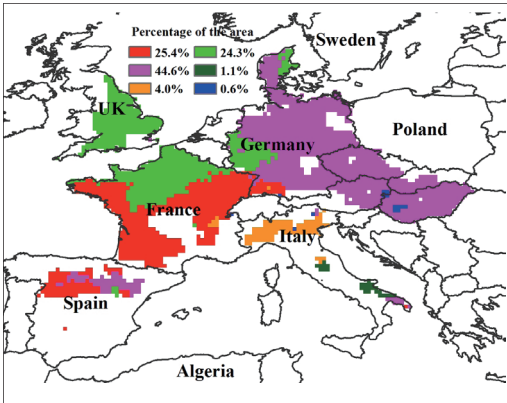 Percentage of the area
25.4% 24.3%
44.6% 1.1%
4.0% 0.6%
Sweden
UK
Germany
Poland
France
Italy
Spain
Algeria